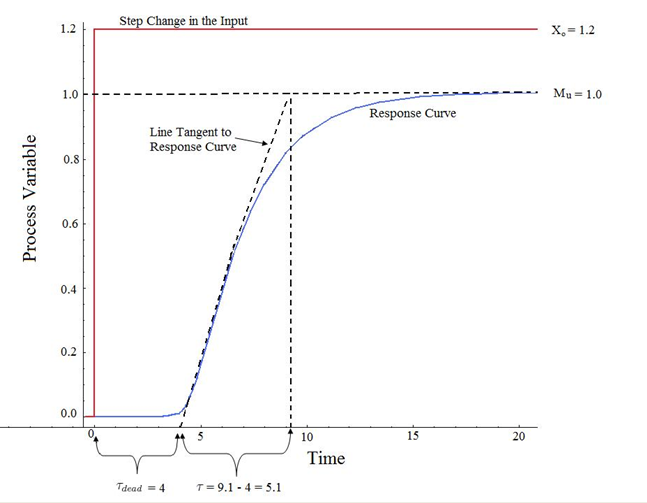 Step Change in the Input
1.2
Xₒ = 1.2
1.0
Mᵤ = 1.0
Response Curve
Line Tangent to
Response Curve
0.8
Process Variable
0.6
0.4
0.2
0.0
0 5 10 15 20
Time
τdead = 4
τ = 9.1 - 4 = 5.1